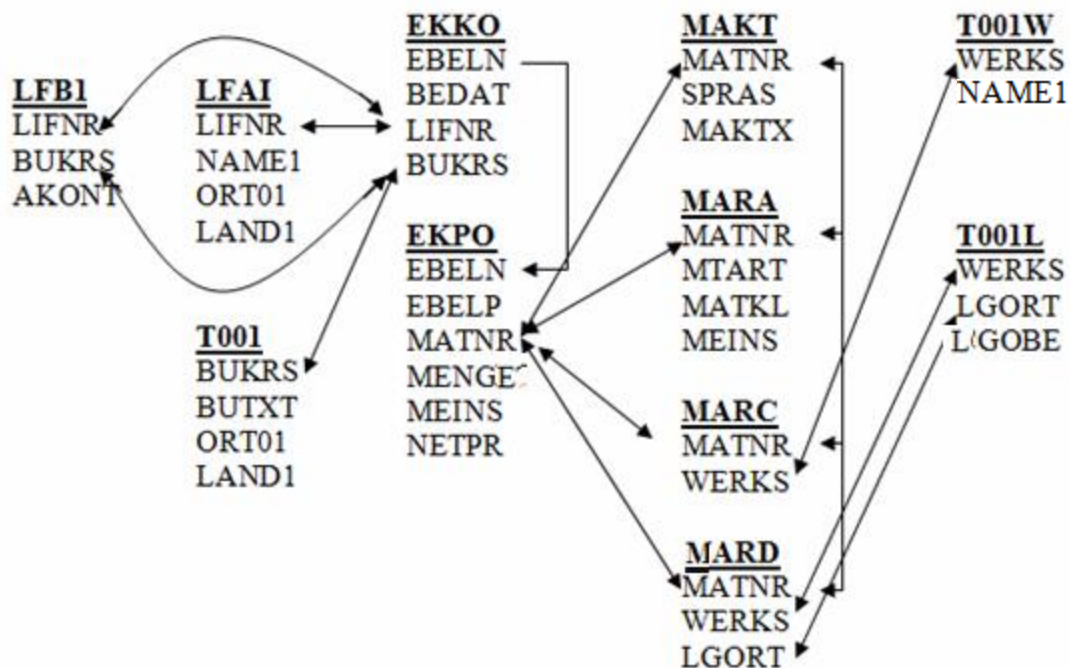 LFB1
LIFNR
BUKRS
AKONT
LFAI
LIFNR
NAME1
ORT01
LAND1
T001
BUKRS
BUTXT
ORT01
LAND1
EKKO
EBELN
BEDAT
LIFNR
BUKRS
EKPO
EBELN
EBELP
MATNR
MENGE
MEINS
NETPR
MAKT
MATNR
SPRAS
MAKTX
MARA
MATNR
MTART
MATKL
MEINS
MARC
MATNR
WERKS
MARD
MATNR
WERKS
LGORT
T001W
WERKS
NAME1
T001L
WERKS
LGORT
LGOBE